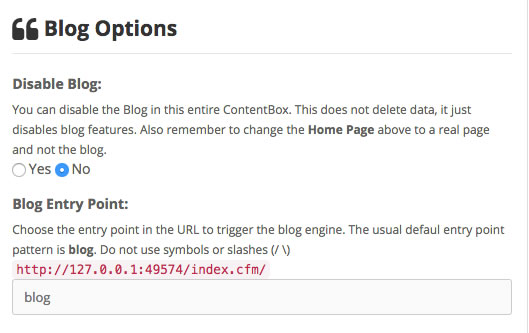 Blog Options
Disable Blog:
You can disable the Blog in this entire ContentBox. This does not delete data, it just
disables blog features. Also remember to change the Home Page above to a real page
and not the blog.
Yes No
Blog Entry Point:
Choose the entry point in the URL to trigger the blog engine. The usual defaul entry point
pattern is blog. Do not use symbols or slashes (/ \)
http://127.0.0.1:49574/index.cfm/
blog